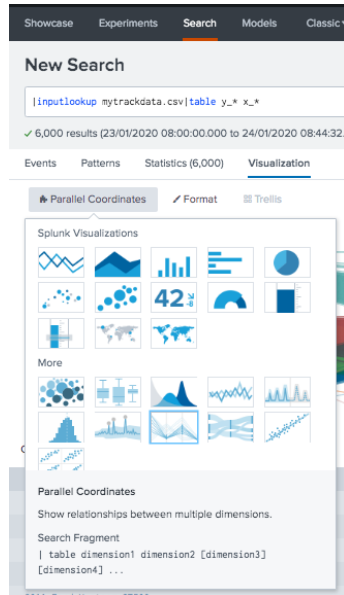 Showcase Experiments Search Models Classic
New Search
|inputlookup mytrackdata.csv|table y_* x_*
✓ 6,000 results (23/01/2020 08:00:00.000 to 24/01/2020 08:44:32.
Events Patterns Statistics (6,000) Visualization
Parallel Coordinates Format Trellis
Splunk Visualizations
42
More
Parallel Coordinates
Show relationships between multiple dimensions.
Search Fragment
| table dimension1 dimension2 [dimension3]
[dimension4] ...